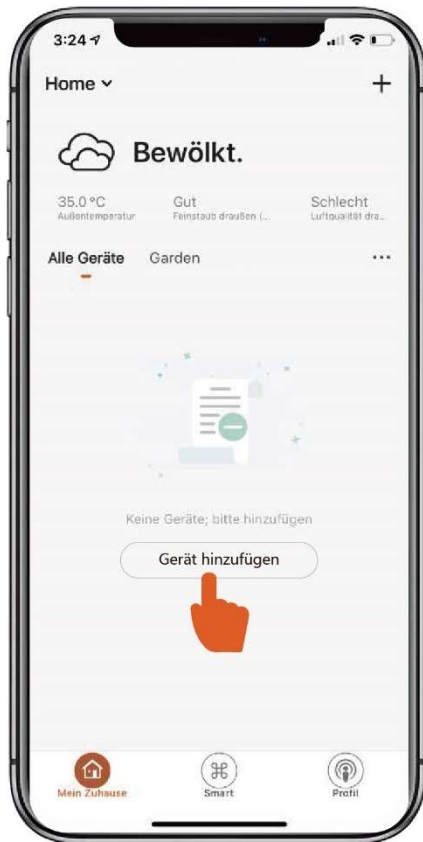 3:24
Home
+
Bewölkt.
35.0 °C Gut Schlecht
Außentemperatur Feinstaub draußen (... Luftqualität dra...
Alle Geräte Garden ...
Keine Geräte; bitte hinzufügen
Gerät hinzufügen
Mein Zuhause Smart Profil